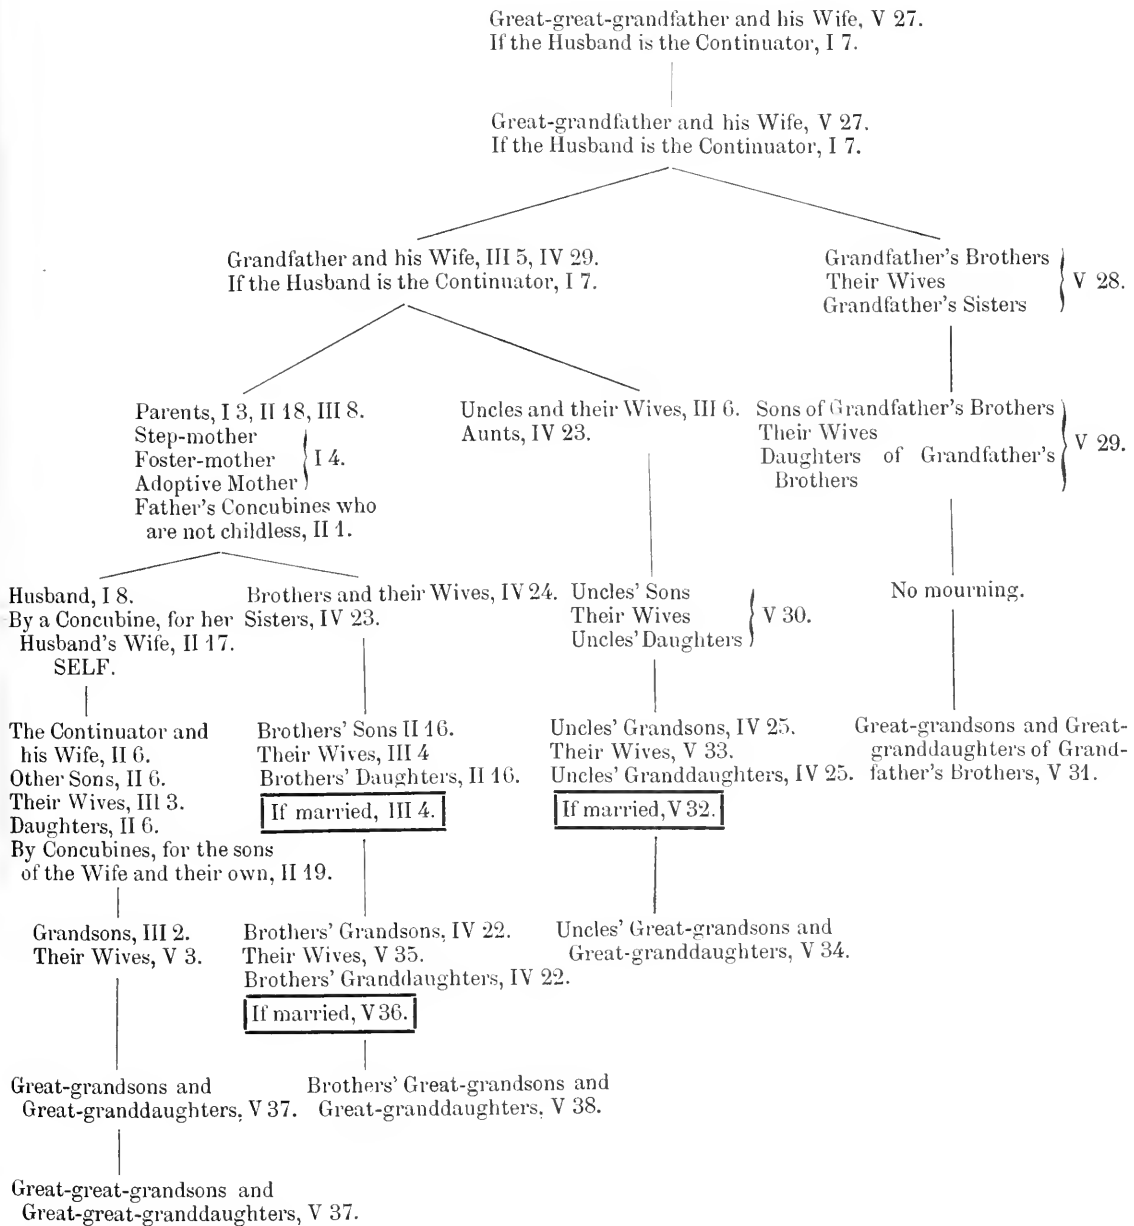 Great-great-grandfather and his Wife, V 27.
If the Husband is the Continuator, I 7.
Great-grandfather and his Wife, V 27.
If the Husband is the Continuator, I 7.
Grandfather and his Wife, III 5, IV 29.
If the Husband is the Continuator, I 7.
Grandfather's Brothers
Their Wives
Grandfather's Sisters
V 28.
Parents, I 3, II 18, III 8.
Step-mother
Foster-mother
Adoptive Mother
I 4.
Father's Concubines who
are not childless, II 1.
Uncles and their Wives, III 6.
Aunts, IV 23.
Sons of Grandfather's Brothers
Their Wives
Daughters of Grandfather's
Brothers
V 29.
Husband, I 8.
By a Concubine, for her
Husband's Wife, II 17.
SELF.
Brothers and their Wives, IV 24.
Sisters, IV 23.
Uncles' Sons
Their Wives
Uncles' Daughters
V 30.
No mourning.
The Continuator and
his Wife, II 6.
Other Sons, II 6.
Their Wives, III 3.
Daughters, II 6.
By Concubines, for the sons
of the Wife and their own, II 19.
Brothers' Sons II 16.
Their Wives, III 4
Brothers' Daughters, II 16.
If married, III 4.
Uncles' Grandsons, IV 25.
Their Wives, V 33.
Uncles' Granddaughters, IV 25.
If married, V 32.
Great-grandsons and Great-
granddaughters of Grand-
father's Brothers, V 31.
Grandsons, III 2.
Their Wives, V 3.
Brothers' Grandsons, IV 22.
Their Wives, V 35.
Brothers' Granddaughters, IV 22.
If married, V 36.
Uncles' Great-grandsons and
Great-granddaughters, V 34.
Great-grandsons and
Great-granddaughters, V 37.
Brothers' Great-grandsons and
Great-granddaughters, V 38.
Great-great-grandsons and
Great-great-granddaughters, V 37.